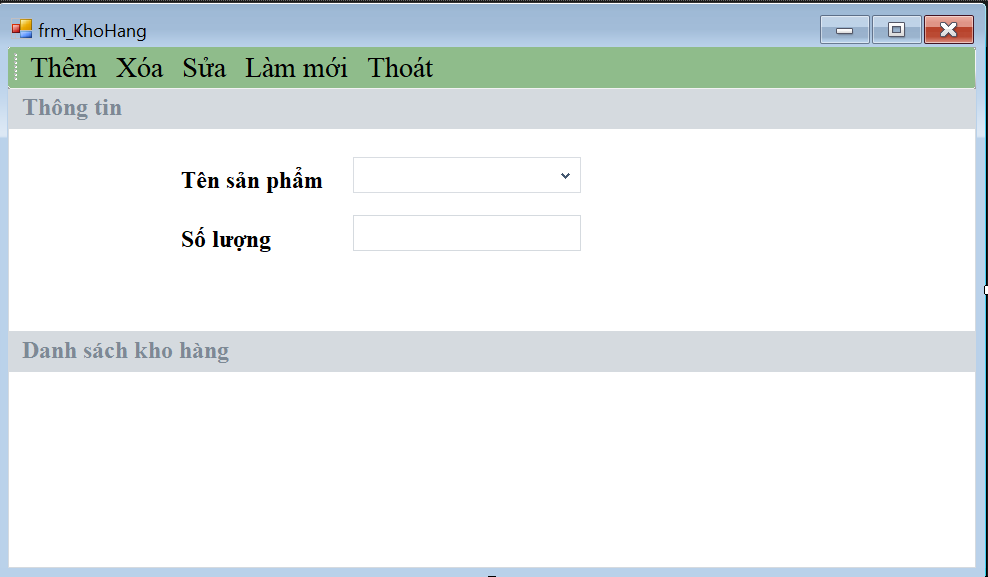 frm_KhoHang
Thêm Xóa Sửa Làm mới Thoát
Thông tin
Tên sản phẩm
Số lượng
Danh sách kho hàng